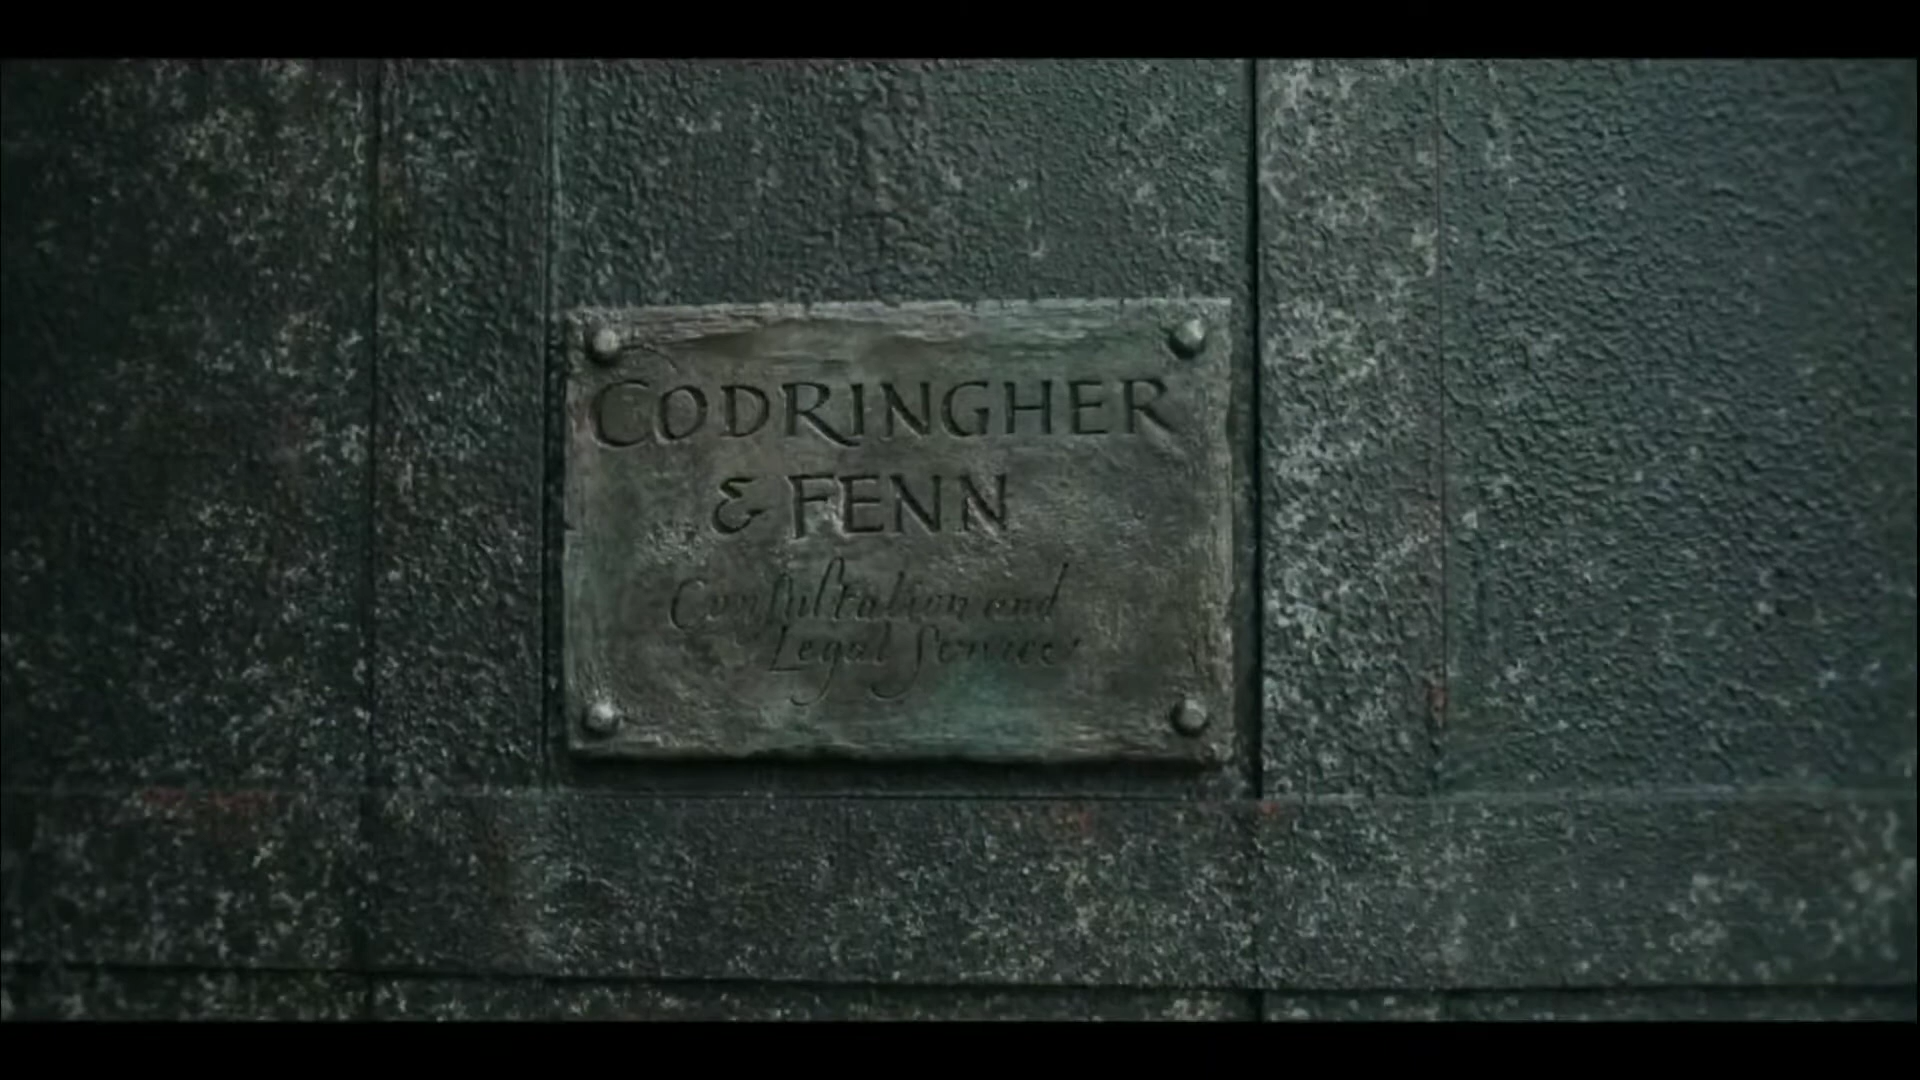 CODRINGHER
& FENN
Conſultation and
Legal Services